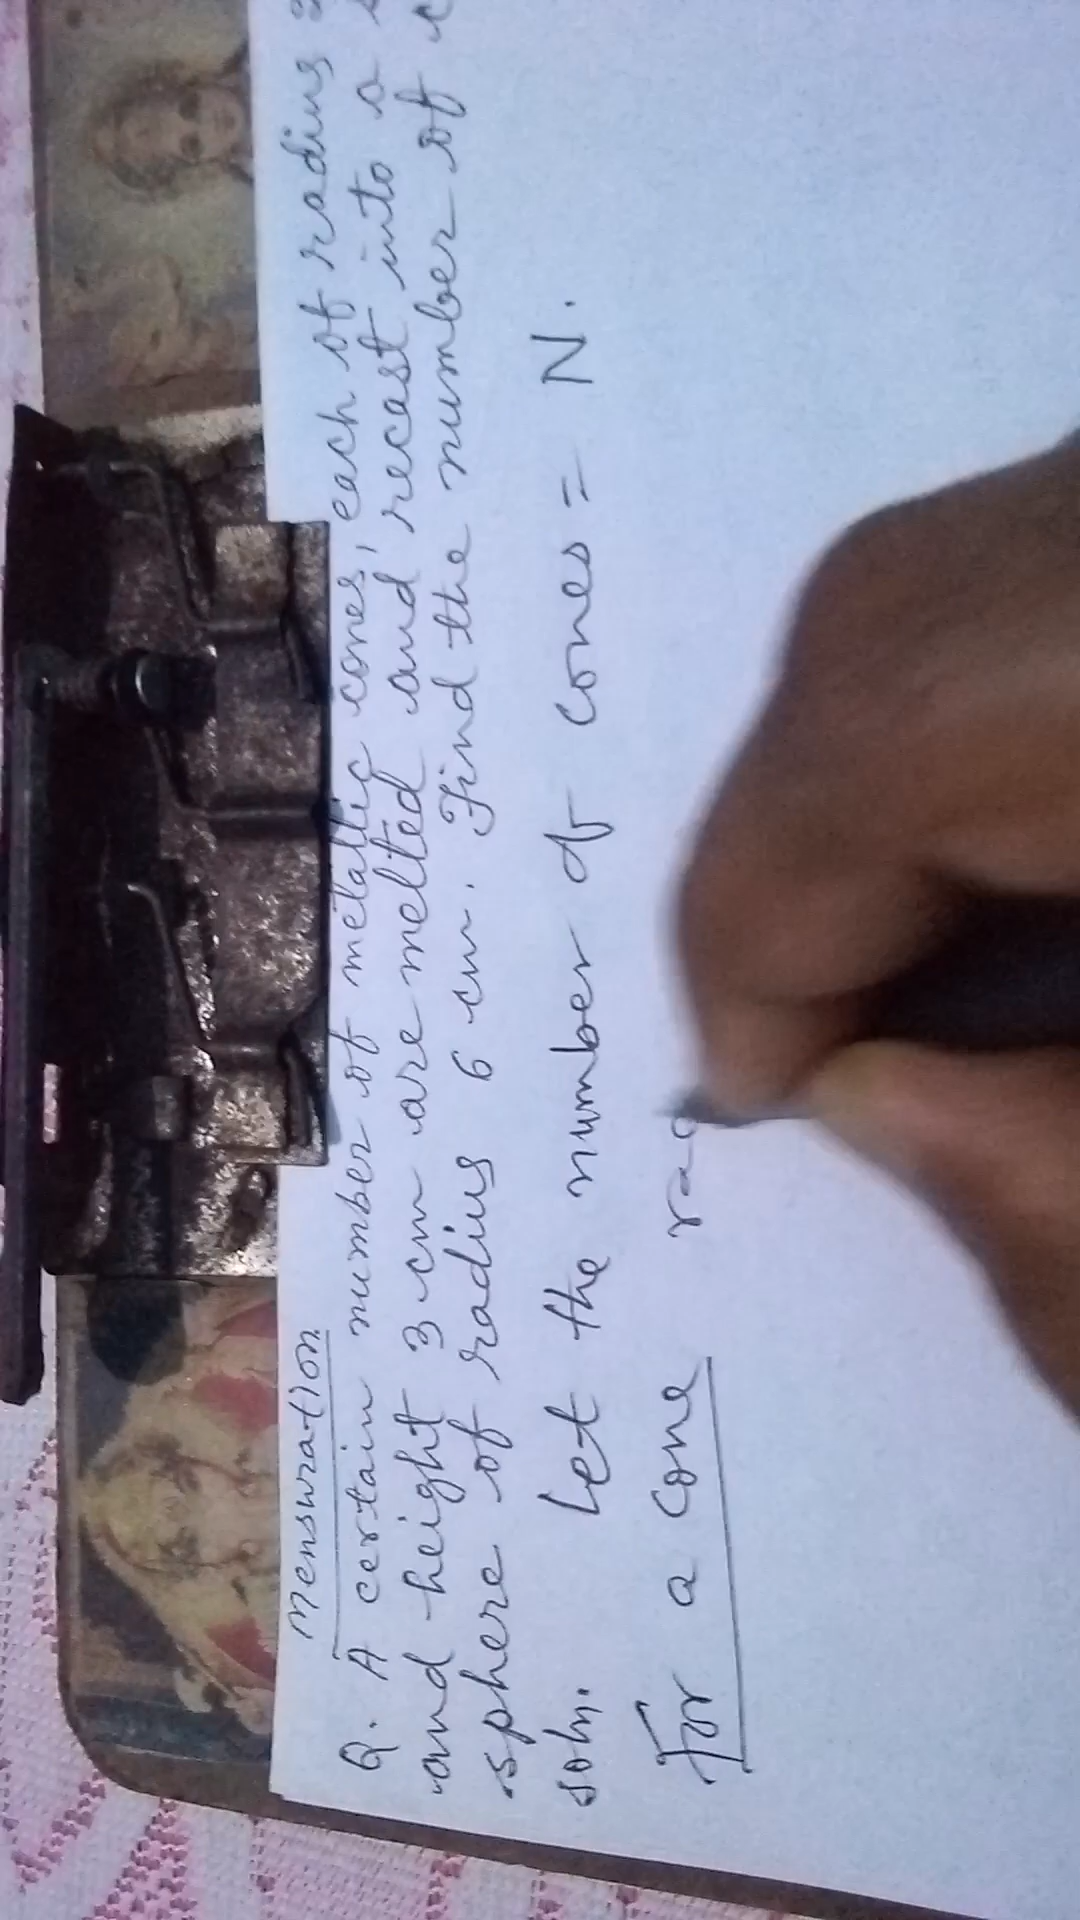 Mensuration
Q. A certain number of metallic cones, each of radius
and height 3 cm are melted and recast into a
sphere of radius 6 cm. Find the number of
soln. Let the number of cones = N.
For a cone ra